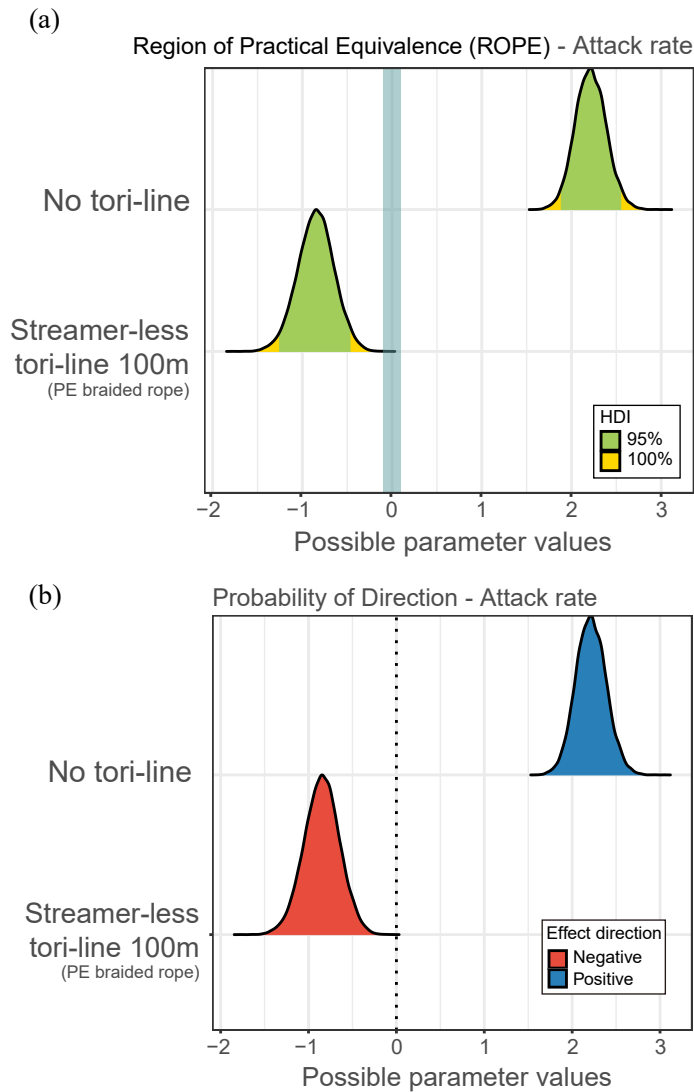 (a)
Region of Practical Equivalence (ROPE) - Attack rate
No tori-line
Streamer-less
tori-line 100m
(PE braided rope)
HDI
95%
100%
−2 −1 0 1 2 3
Possible parameter values
(b)
Probability of Direction - Attack rate
No tori-line
Streamer-less
tori-line 100m
(PE braided rope)
Effect direction
Negative
Positive
−2 −1 0 1 2 3
Possible parameter values